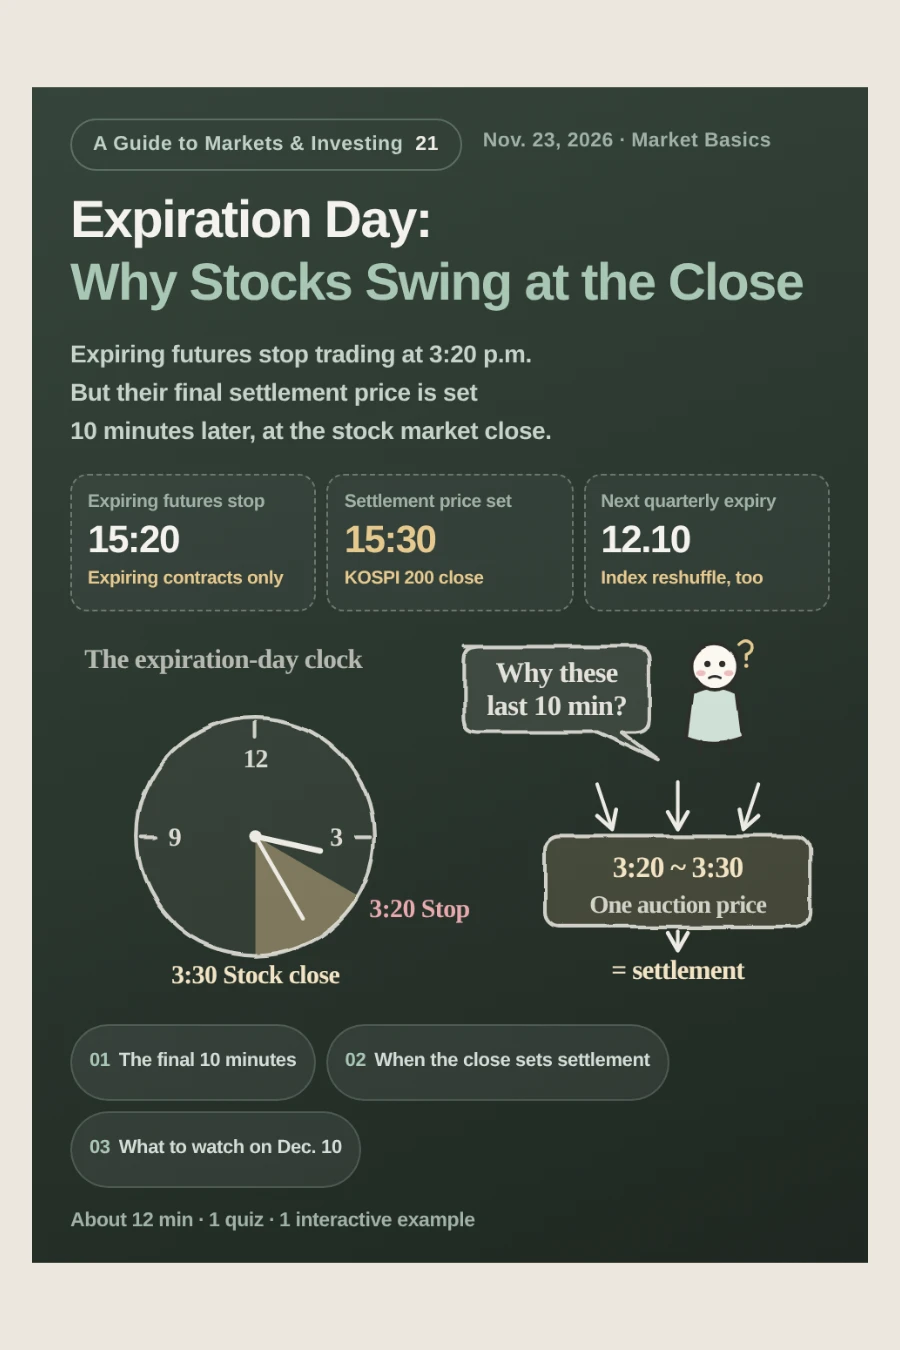 A Guide to Markets & Investing 21
Nov. 23, 2026 · Market Basics
Expiration Day:
Why Stocks Swing at the Close
Expiring futures stop trading at 3:20 p.m.
But their final settlement price is set
10 minutes later, at the stock market close.
Expiring futures stop
15:20
Expiring contracts only
Settlement price set
15:30
KOSPI 200 close
Next quarterly expiry
12.10
Index reshuffle, too
The expiration-day clock
12
9
3
3:20 Stop
3:30 Stock close
Why these
last 10 min?
?
3:20 ~ 3:30
One auction price
= settlement
01 The final 10 minutes
02 When the close sets settlement
03 What to watch on Dec. 10
About 12 min · 1 quiz · 1 interactive example